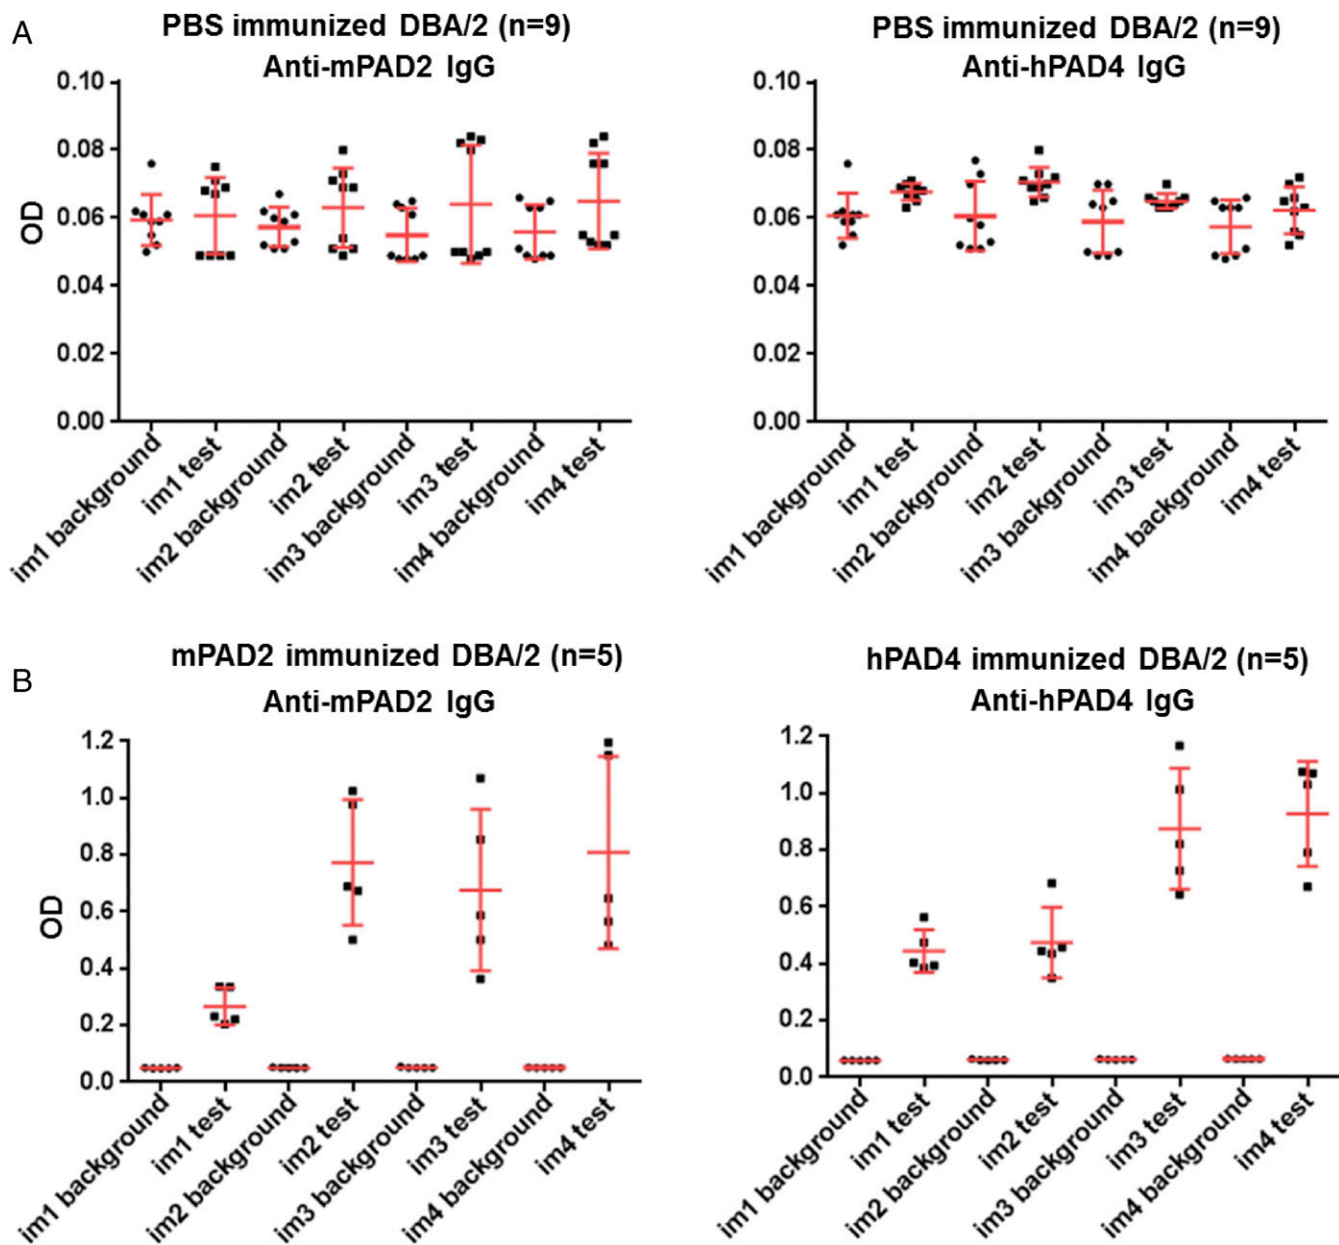 A
PBS immunized DBA/2 (n=9)
Anti-mPAD2 IgG
0.10
0.08
0.06
0.04
0.02
0.00
OD
im1 background
im1 test
im2 background
im2 test
im3 background
im3 test
im4 background
im4 test
PBS immunized DBA/2 (n=9)
Anti-hPAD4 IgG
0.10
0.08
0.06
0.04
0.02
0.00
im1 background
im1 test
im2 background
im2 test
im3 background
im3 test
im4 background
im4 test
B
mPAD2 immunized DBA/2 (n=5)
Anti-mPAD2 IgG
1.2
1.0
0.8
0.6
0.4
0.2
0.0
OD
im1 background
im1 test
im2 background
im2 test
im3 background
im3 test
im4 background
im4 test
hPAD4 immunized DBA/2 (n=5)
Anti-hPAD4 IgG
1.2
1.0
0.8
0.6
0.4
0.2
0.0
im1 background
im1 test
im2 background
im2 test
im3 background
im3 test
im4 background
im4 test